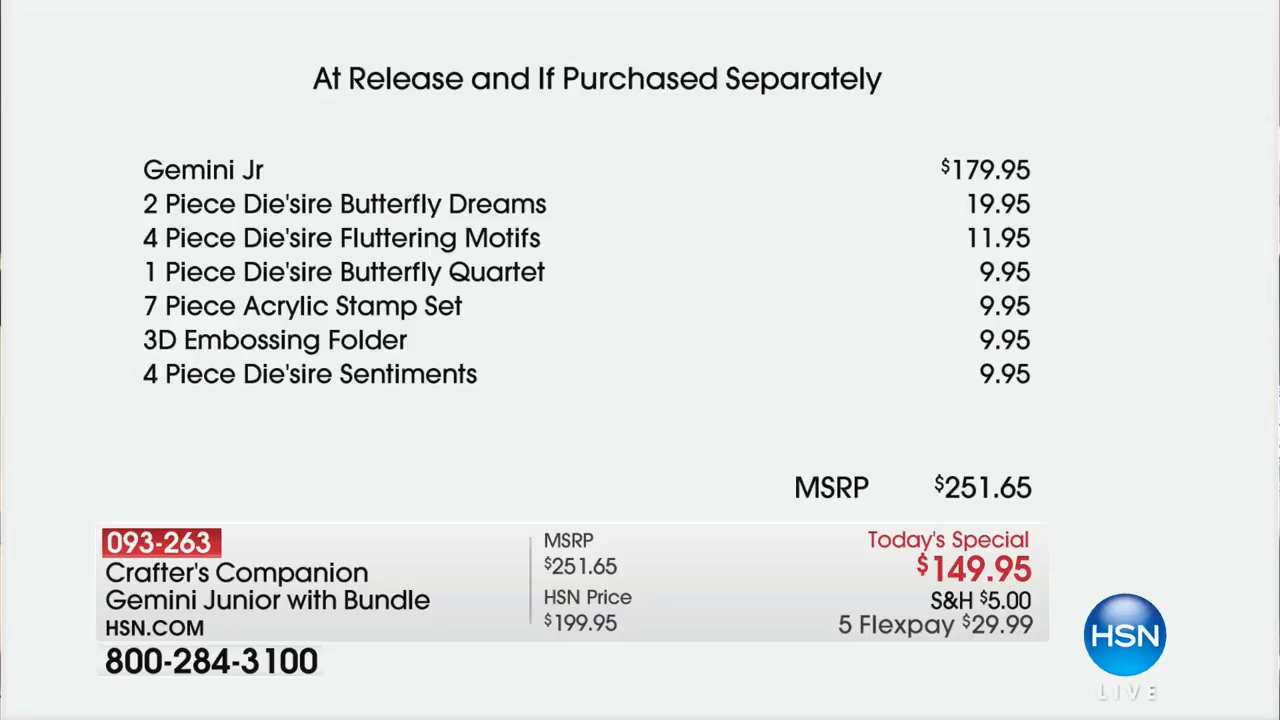 At Release and If Purchased Separately
Gemini Jr $179.95
2 Piece Die'sire Butterfly Dreams 19.95
4 Piece Die'sire Fluttering Motifs 11.95
1 Piece Die'sire Butterfly Quartet 9.95
7 Piece Acrylic Stamp Set 9.95
3D Embossing Folder 9.95
4 Piece Die'sire Sentiments 9.95
MSRP $251.65
093-263
Crafter's Companion
Gemini Junior with Bundle
HSN.COM
800-284-3100
MSRP
$251.65
HSN Price
$199.95
Today's Special
$149.95
S&H $5.00
5 Flexpay $29.99
HSN
LIVE